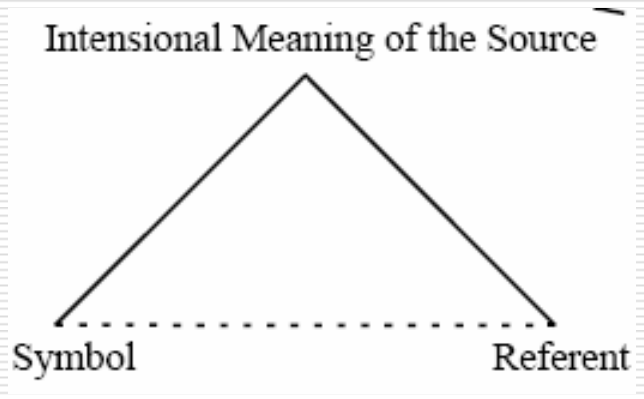 Intensional Meaning of the Source
Symbol
Referent